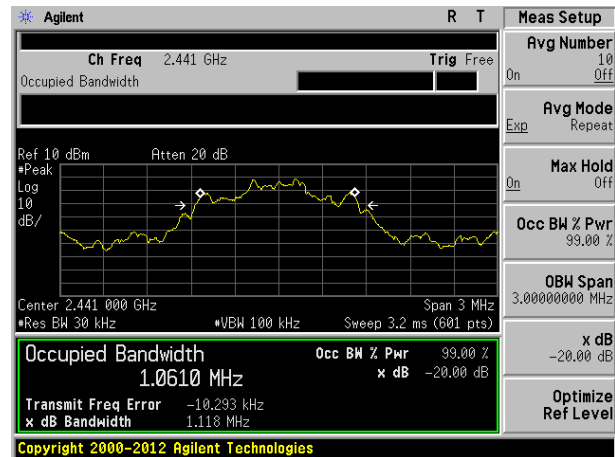 Agilent R T Meas Setup
Ch Freq 2.441 GHz Trig Free
Occupied Bandwidth
Avg Number
10
On Off
Avg Mode
Exp Repeat
Max Hold
On Off
Occ BW % Pwr
99.00 %
OBW Span
3.00000000 MHz
x dB
-20.00 dB
Optimize
Ref Level
Ref 10 dBm Atten 20 dB
#Peak
Log
10
dB/
Center 2.441 000 GHz Span 3 MHz
#Res BW 30 kHz #VBW 100 kHz Sweep 3.2 ms (601 pts)
Occupied Bandwidth Occ BW % Pwr 99.00 %
1.0610 MHz x dB -20.00 dB
Transmit Freq Error -10.293 kHz
x dB Bandwidth 1.118 MHz
Copyright 2000-2012 Agilent Technologies